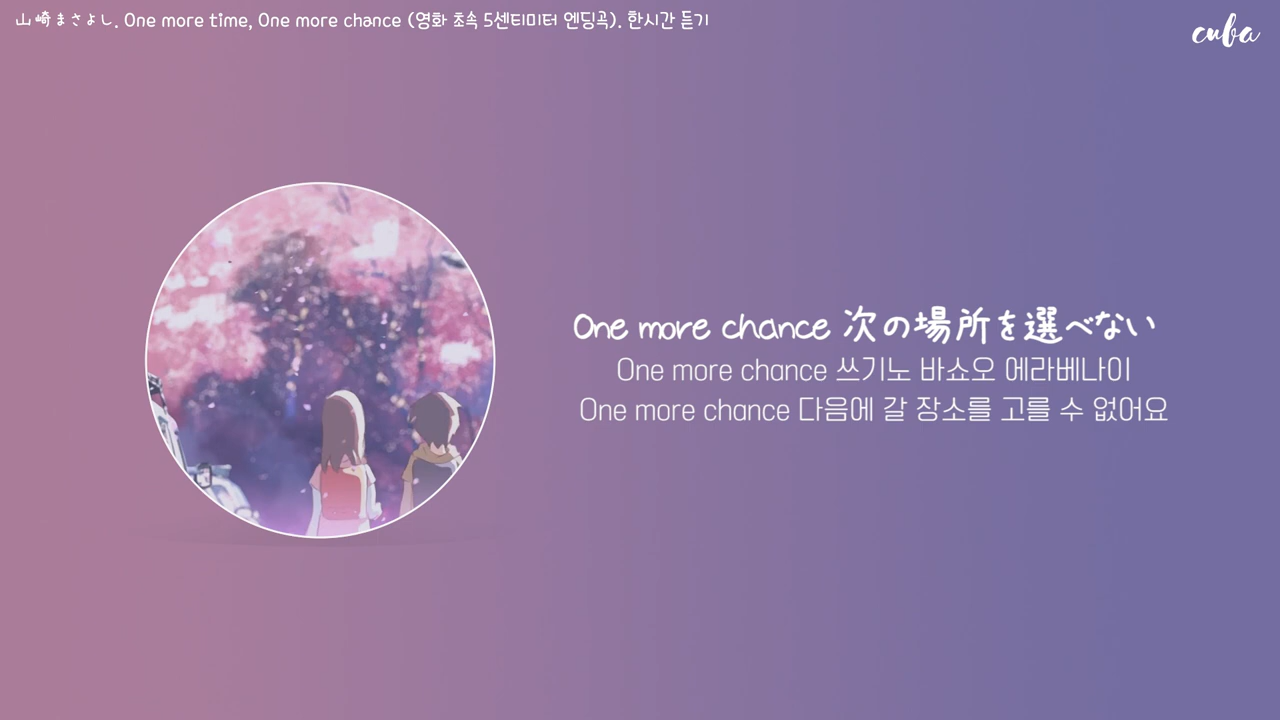 山崎まさよし. One more time, One more chance (영화 초속 5센티미터 엔딩곡). 한시간 듣기
cuba
One more chance 次の場所を選べない
One more chance 쓰기노 바쇼오 에라베나이
One more chance 다음에 갈 장소를 고를 수 없어요